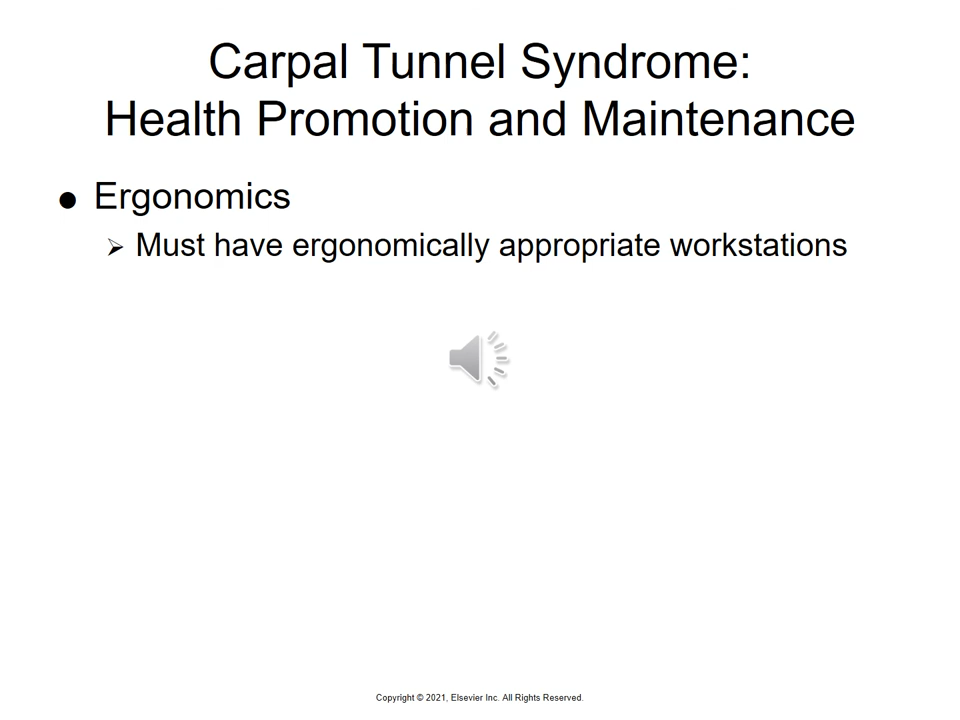 Carpal Tunnel Syndrome:
Health Promotion and Maintenance
● Ergonomics
➢ Must have ergonomically appropriate workstations
Copyright © 2021, Elsevier Inc. All Rights Reserved.